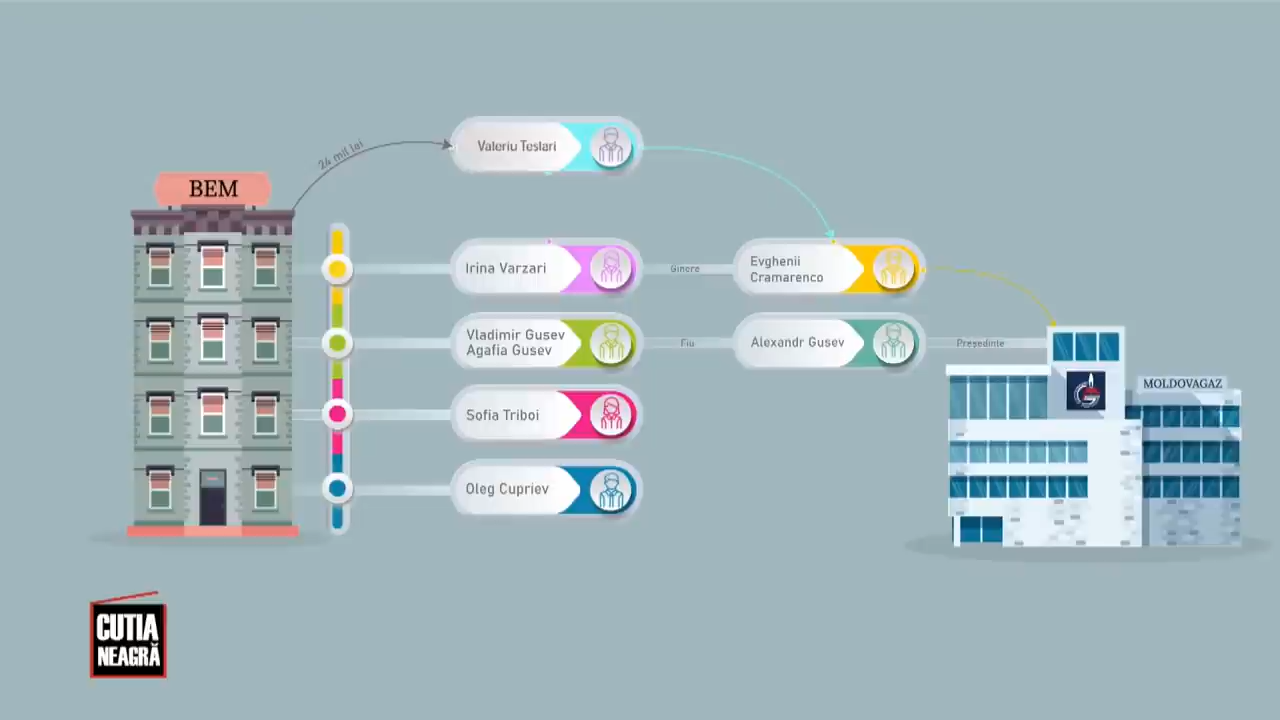 24 mil lei
Valeriu Teslari
BEM
Irina Varzari
Ginere
Evghenii
Cramarenco
Vladimir Gusev
Agafia Gusev
Fiu
Alexandr Gusev
Președinte
MOLDOVAGAZ
Sofia Triboi
Oleg Cupriev
CUTIA
NEAGRĂ